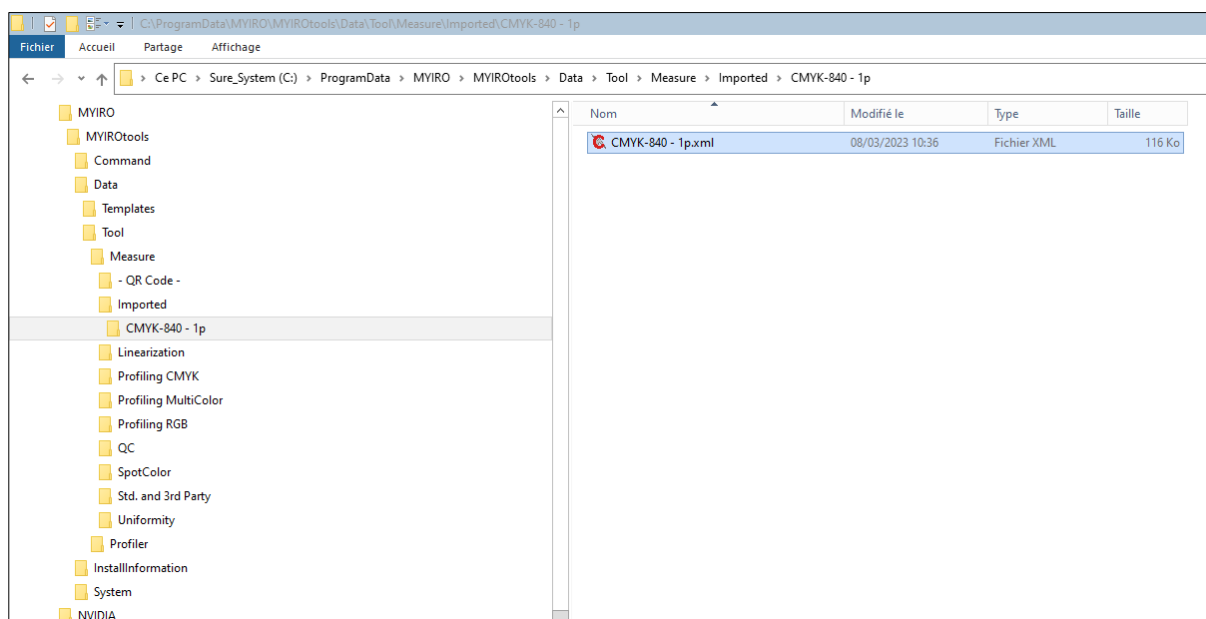 C:\ProgramData\MYIRO\MYIROtools\Data\Tool\Measure\Imported\CMYK-840 - 1p
Fichier Accueil Partage Affichage
Ce PC > Sure_System (C:) > ProgramData > MYIRO > MYIROtools > Data > Tool > Measure > Imported > CMYK-840 - 1p
Nom Modifié le Type Taille
CMYK-840 - 1p.xml 08/03/2023 10:36 Fichier XML 116 Ko
MYIRO
MYIROtools
Command
Data
Templates
Tool
Measure
- QR Code -
Imported
CMYK-840 - 1p
Linearization
Profiling CMYK
Profiling MultiColor
Profiling RGB
QC
SpotColor
Std. and 3rd Party
Uniformity
Profiler
InstallInformation
System
NVIDIA